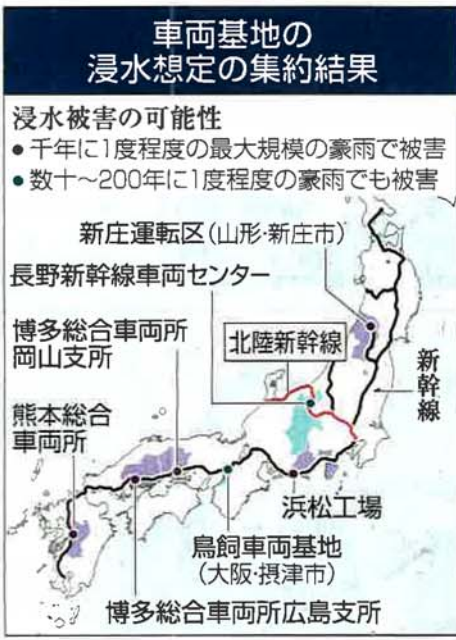 車両基地の
浸水想定の集約結果
浸水被害の可能性
● 千年に1度程度の最大規模の豪雨で被害
● 数十～200年に1度程度の豪雨でも被害
新庄運転区(山形・新庄市)
長野新幹線車両センター
博多総合車両所
岡山支所
北陸新幹線
新幹線
熊本総合
車両所
浜松工場
鳥飼車両基地
(大阪・摂津市)
博多総合車両所広島支所